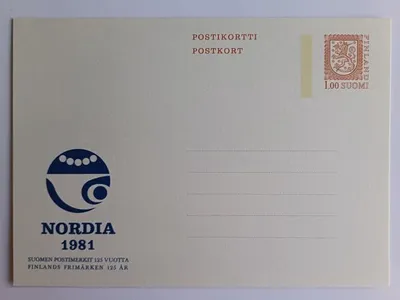 POSTIKORTTI
POSTKORT
FINLAND
1.00 SUOMI
NORDIA
1981
SUOMEN POSTIMERKIT 125 VUOTTA
FINLANDS FRIMÄRKEN 125 ÅR